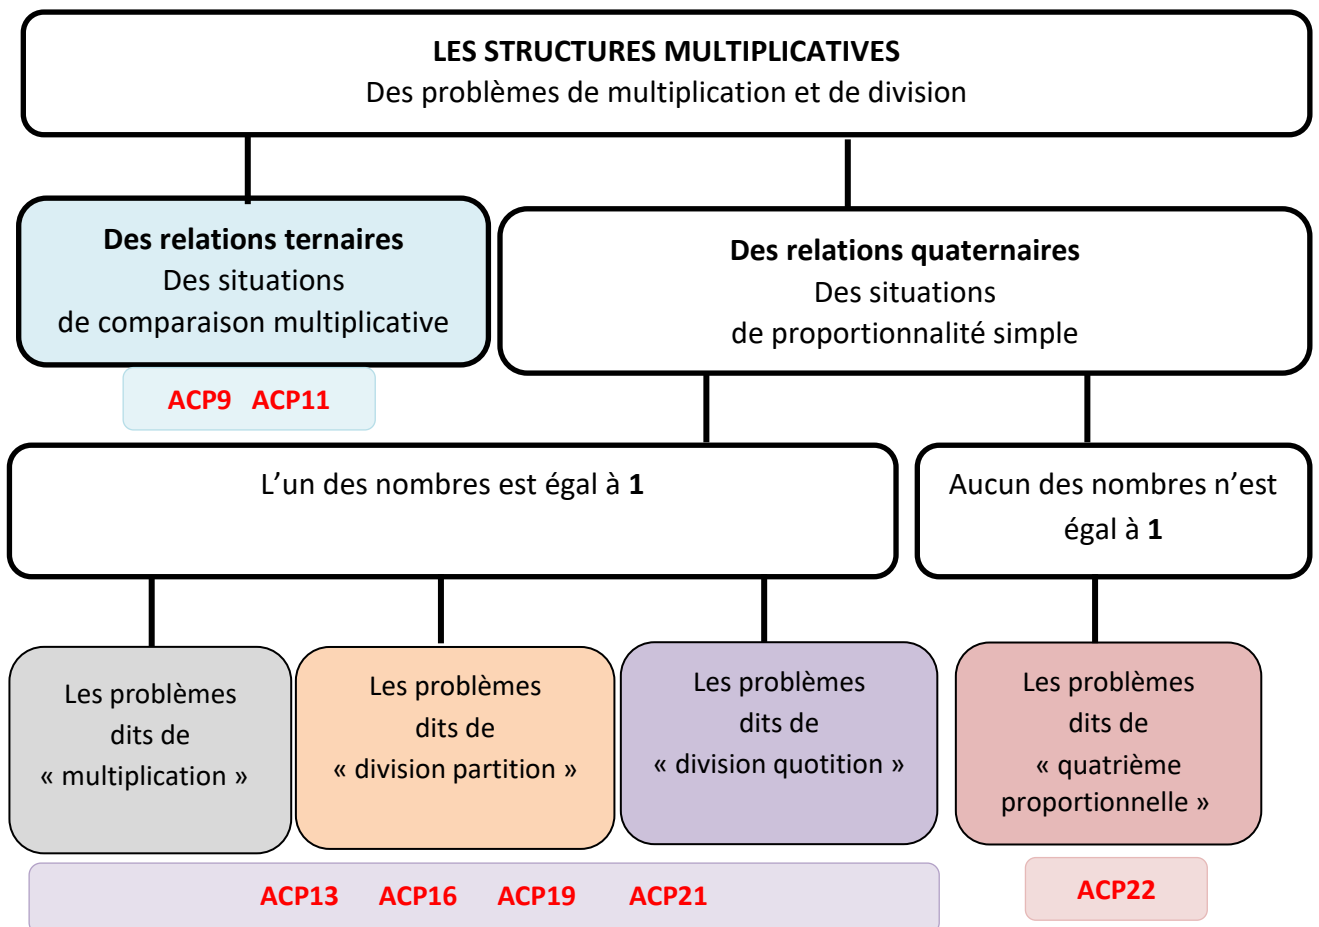 LES STRUCTURES MULTIPLICATIVES
Des problèmes de multiplication et de division
Des relations ternaires
Des situations
de comparaison multiplicative
Des relations quaternaires
Des situations
de proportionnalité simple
ACP9 ACP11
L’un des nombres est égal à 1
Aucun des nombres n’est
égal à 1
Les problèmes
dits de
« multiplication »
Les problèmes
dits de
« division partition »
Les problèmes
dits de
« division quotition »
Les problèmes
dits de
« quatrième
proportionnelle »
ACP13 ACP16 ACP19 ACP21
ACP22